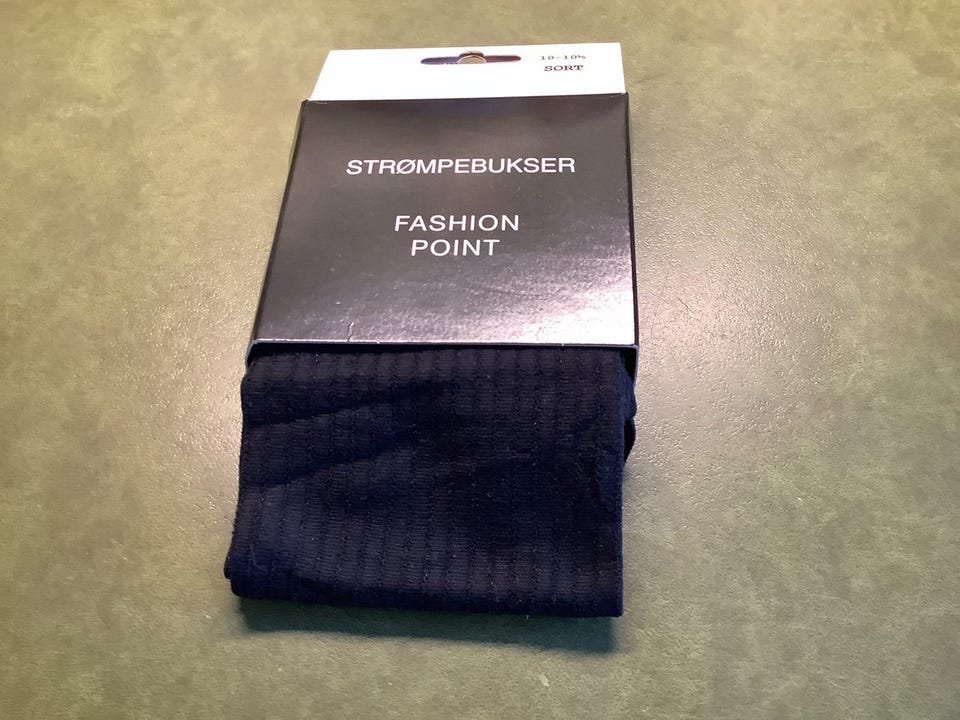 10-10½
SORT
STRØMPEBUKSER
FASHION
POINT